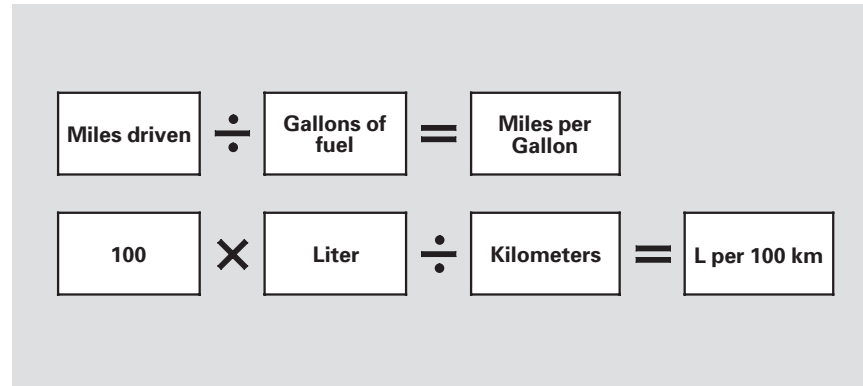 Miles driven ÷ Gallons of fuel = Miles per Gallon
100 × Liter ÷ Kilometers = L per 100 km